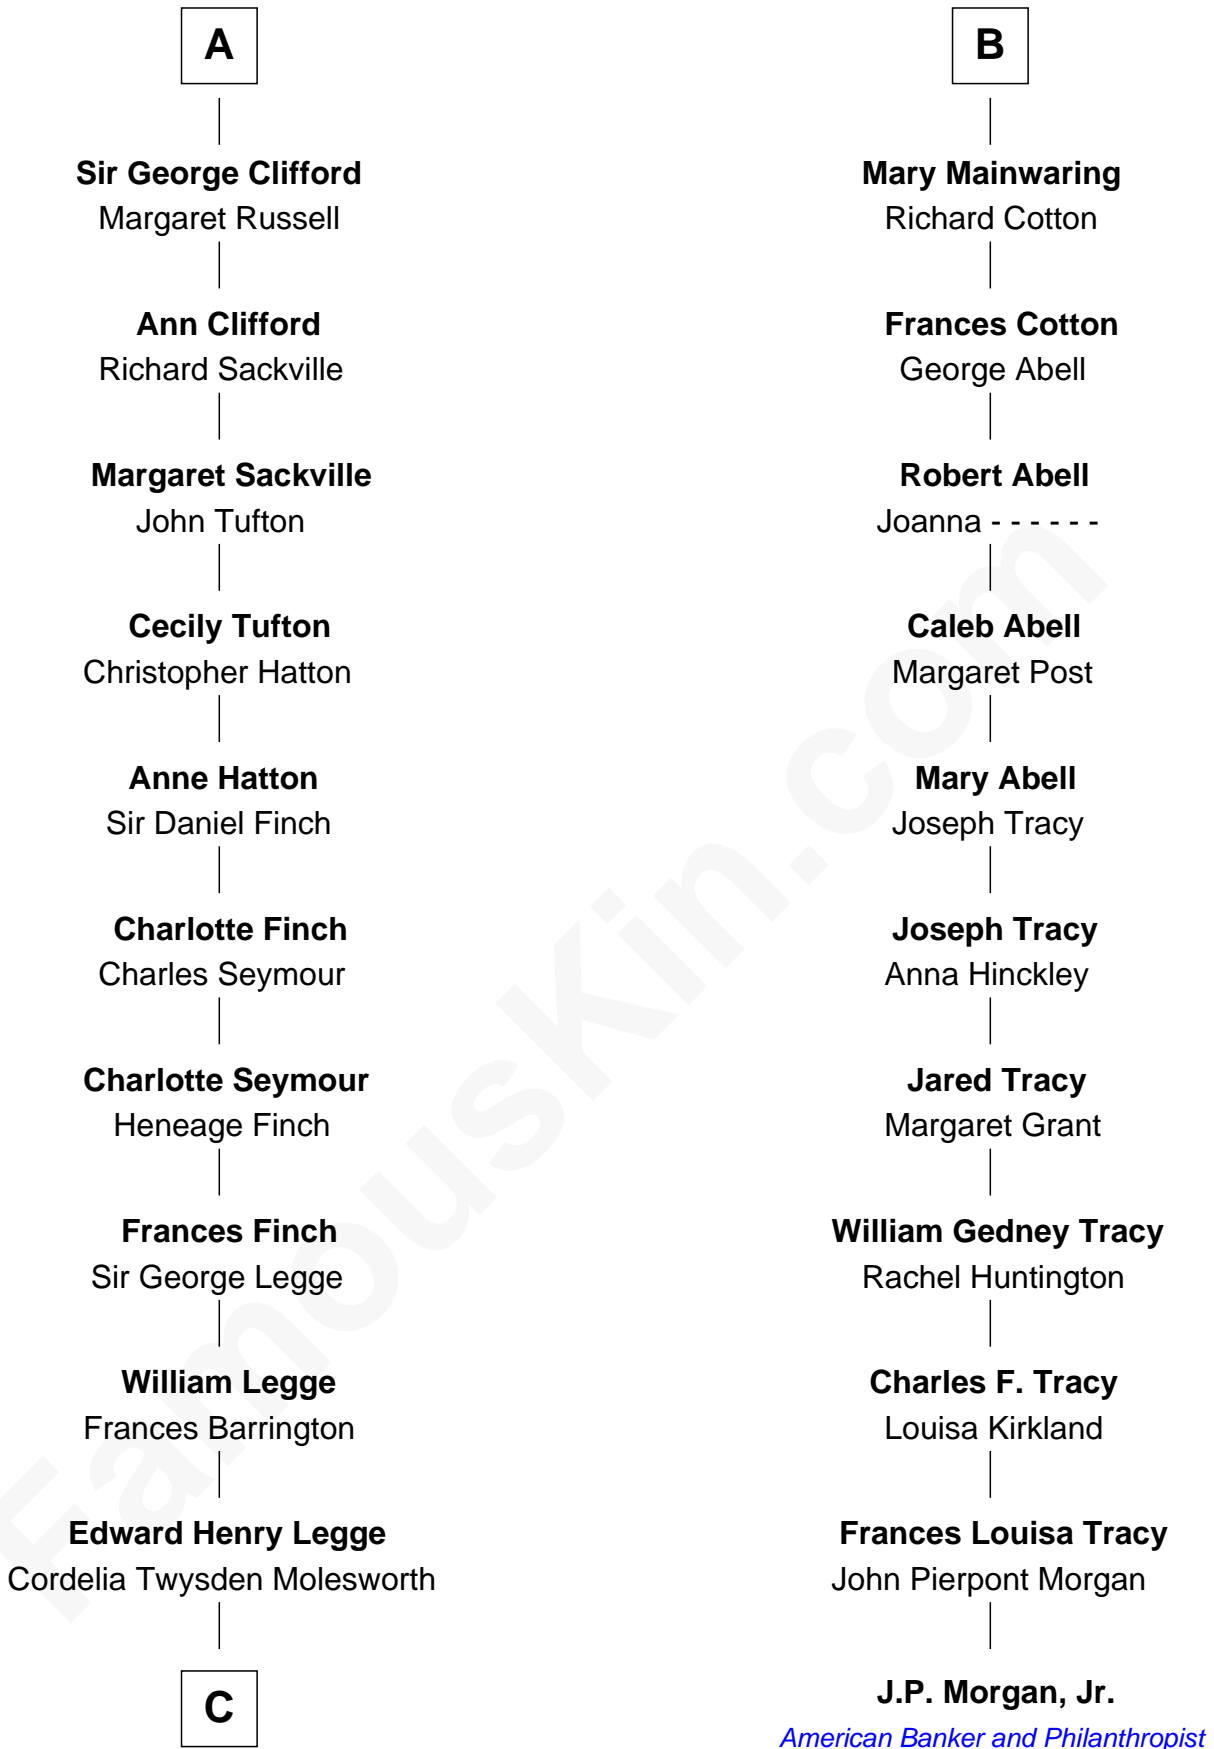 A
Sir George Clifford
Margaret Russell
Ann Clifford
Richard Sackville
Margaret Sackville
John Tufton
Cecily Tufton
Christopher Hatton
Anne Hatton
Sir Daniel Finch
Charlotte Finch
Charles Seymour
Charlotte Seymour
Heneage Finch
Frances Finch
Sir George Legge
William Legge
Frances Barrington
Edward Henry Legge
Cordelia Twysden Molesworth
C
B
Mary Mainwaring
Richard Cotton
Frances Cotton
George Abell
Robert Abell
Joanna - - - - - -
Caleb Abell
Margaret Post
Mary Abell
Joseph Tracy
Joseph Tracy
Anna Hinckley
Jared Tracy
Margaret Grant
William Gedney Tracy
Rachel Huntington
Charles F. Tracy
Louisa Kirkland
Frances Louisa Tracy
John Pierpont Morgan
J.P. Morgan, Jr.
American Banker and Philanthropist
FamousKin.com